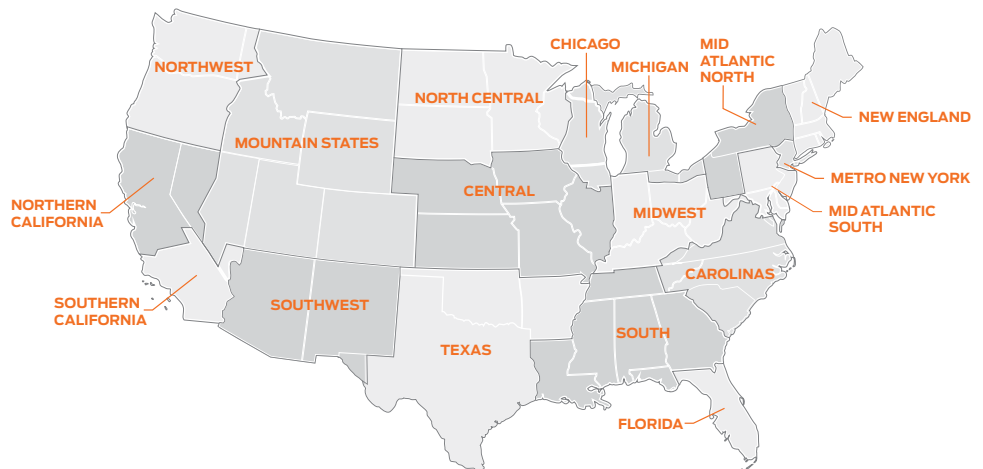 CHICAGO
MID
ATLANTIC
NORTH
NORTHWEST
MICHIGAN
NORTH CENTRAL
NEW ENGLAND
MOUNTAIN STATES
METRO NEW YORK
CENTRAL
NORTHERN
CALIFORNIA
MIDWEST
MID ATLANTIC
SOUTH
CAROLINAS
SOUTHERN
CALIFORNIA
SOUTHWEST
SOUTH
TEXAS
FLORIDA